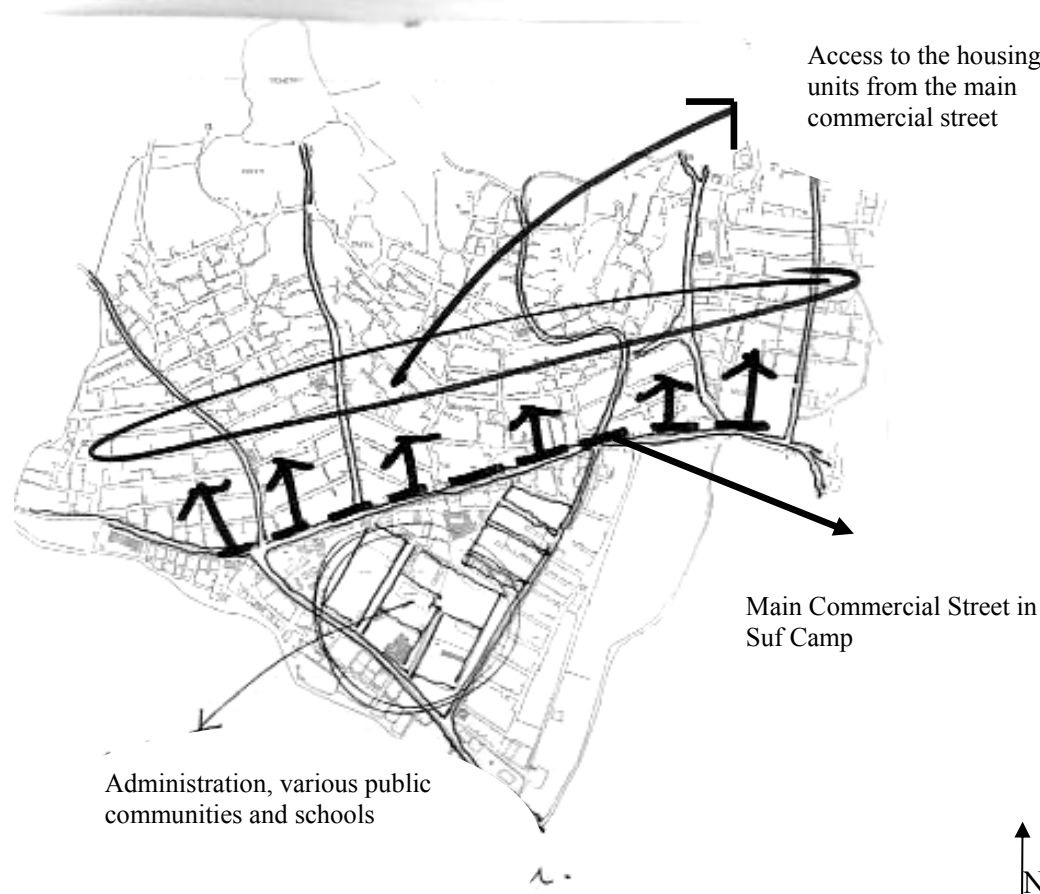 Access to the housing
units from the main
commercial street
Main Commercial Street in
Suf Camp
Administration, various public
communities and schools
N